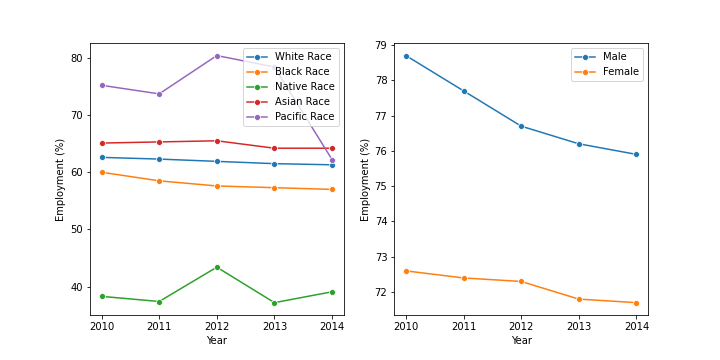 80
70
60
50
40
Employment (%)
2010 2011 2012 2013 2014
Year
White Race
Black Race
Native Race
Asian Race
Pacific Race
79
78
77
76
75
74
73
72
Employment (%)
2010 2011 2012 2013 2014
Year
Male
Female